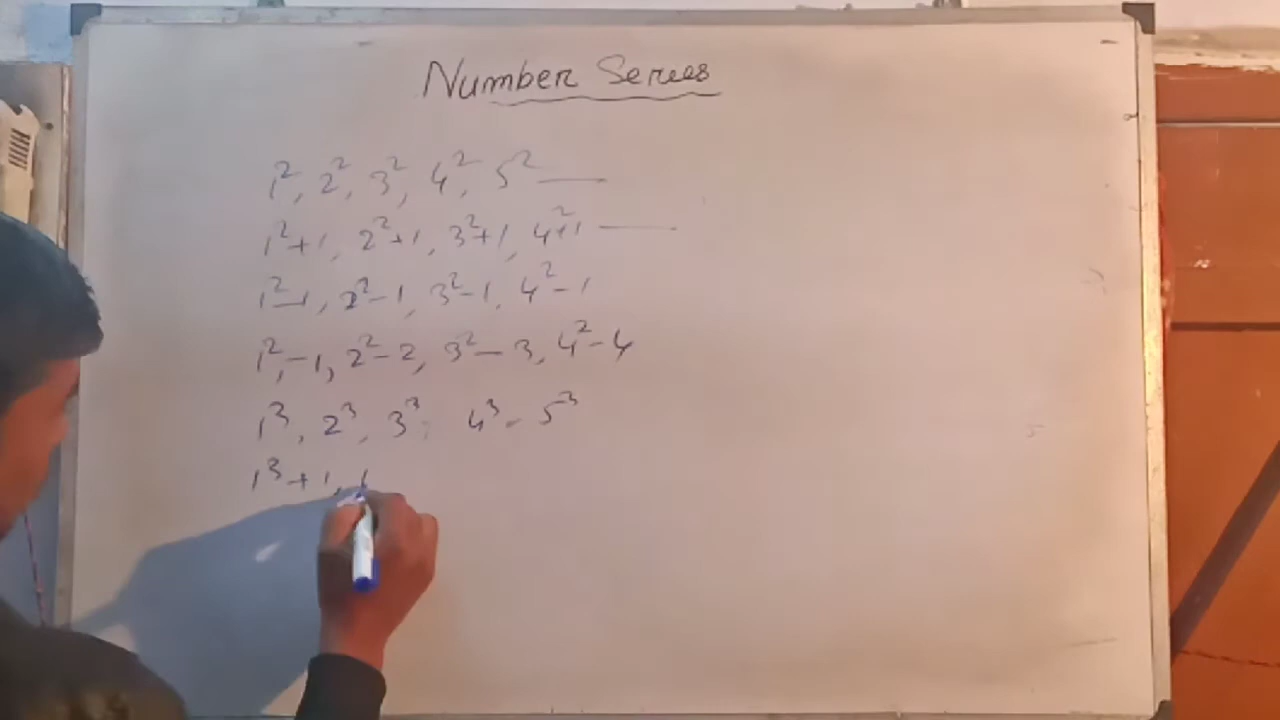 Number Series
1², 2², 3², 4², 5² —
1²+1, 2²+1, 3²+1, 4²+1 —
1²-1, 2²-1, 3²-1, 4²-1
1²,-1, 2²-2, 3²-3, 4²-4
1³, 2³, 3³, 4³, 5³
1³+1,